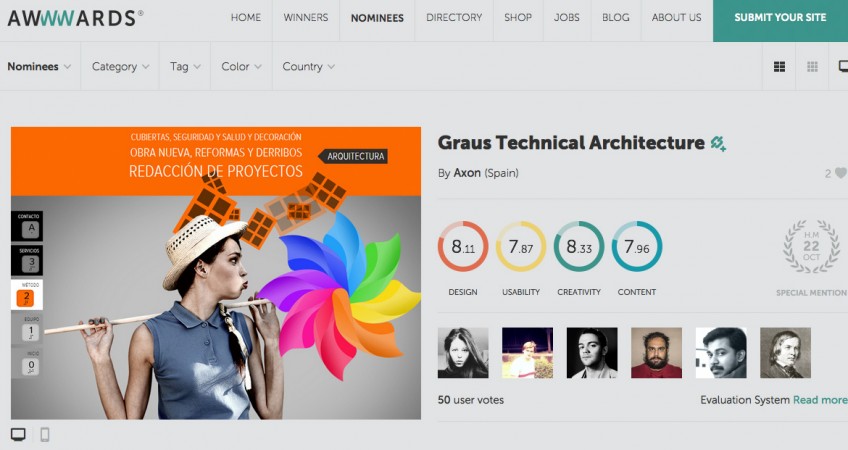 AWWWARDS®
HOME WINNERS NOMINEES DIRECTORY SHOP JOBS BLOG ABOUT US SUBMIT YOUR SITE
Nominees Category Tag Color Country
CUBIERTAS, SEGURIDAD Y SALUD Y DECORACIÓN
OBRA NUEVA, REFORMAS Y DERRIBOS
REDACCIÓN DE PROYECTOS
ARQUITECTURA
CONTACTO
A
SERVICIOS
3
MÉTODO
2
EQUIPO
1
INICIO
0
Graus Technical Architecture
By Axon (Spain)
2
8.11 7.87 8.33 7.96
DESIGN USABILITY CREATIVITY CONTENT
HM
22
OCT
SPECIAL MENTION
50 user votes
Evaluation System Read more